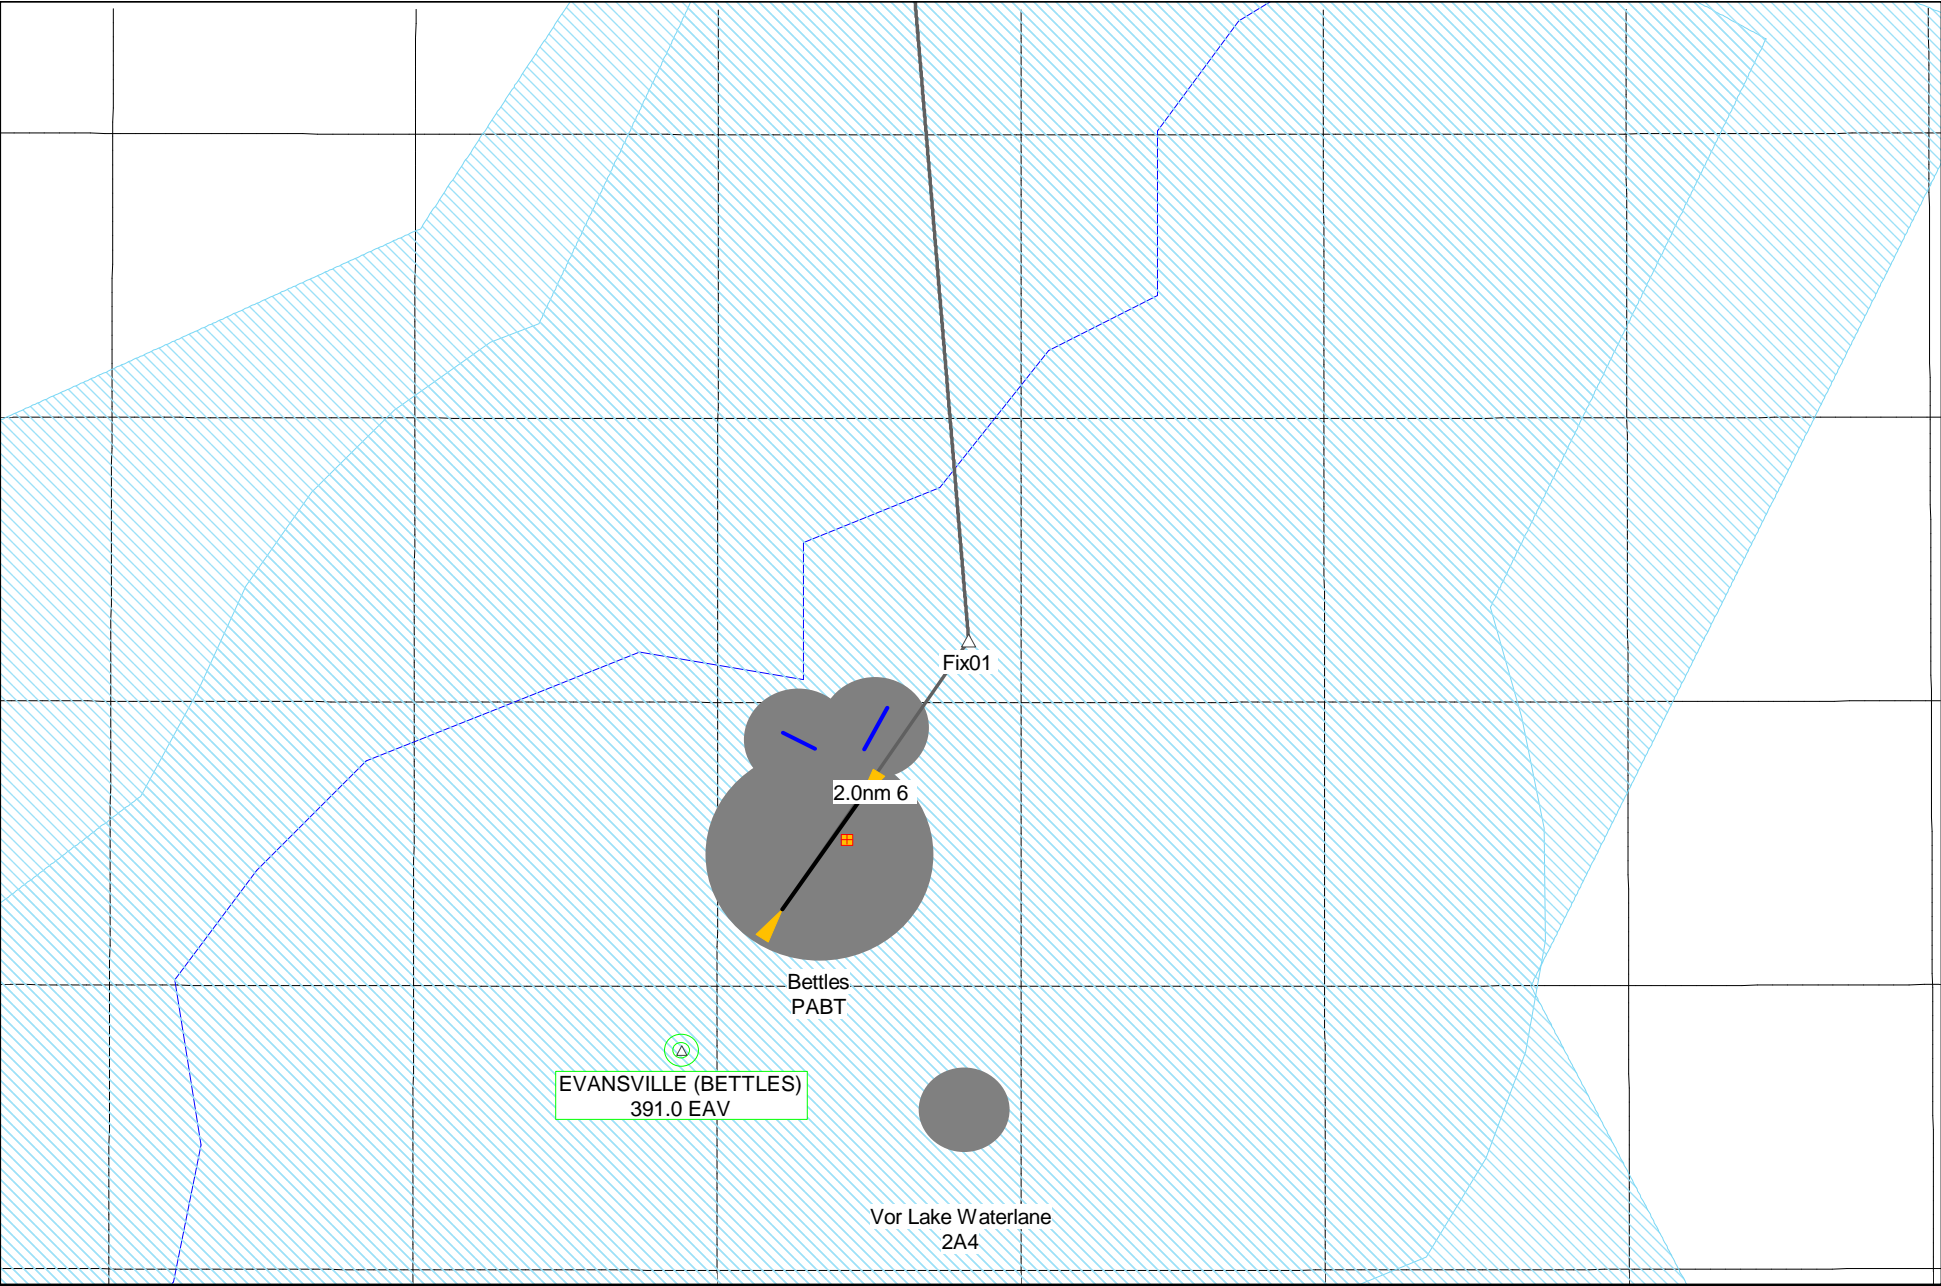 Fix01
2.0nm 6
Bettles
PABT
EVANSVILLE (BETTLES)
391.0 EAV
Vor Lake Waterlane
2A4